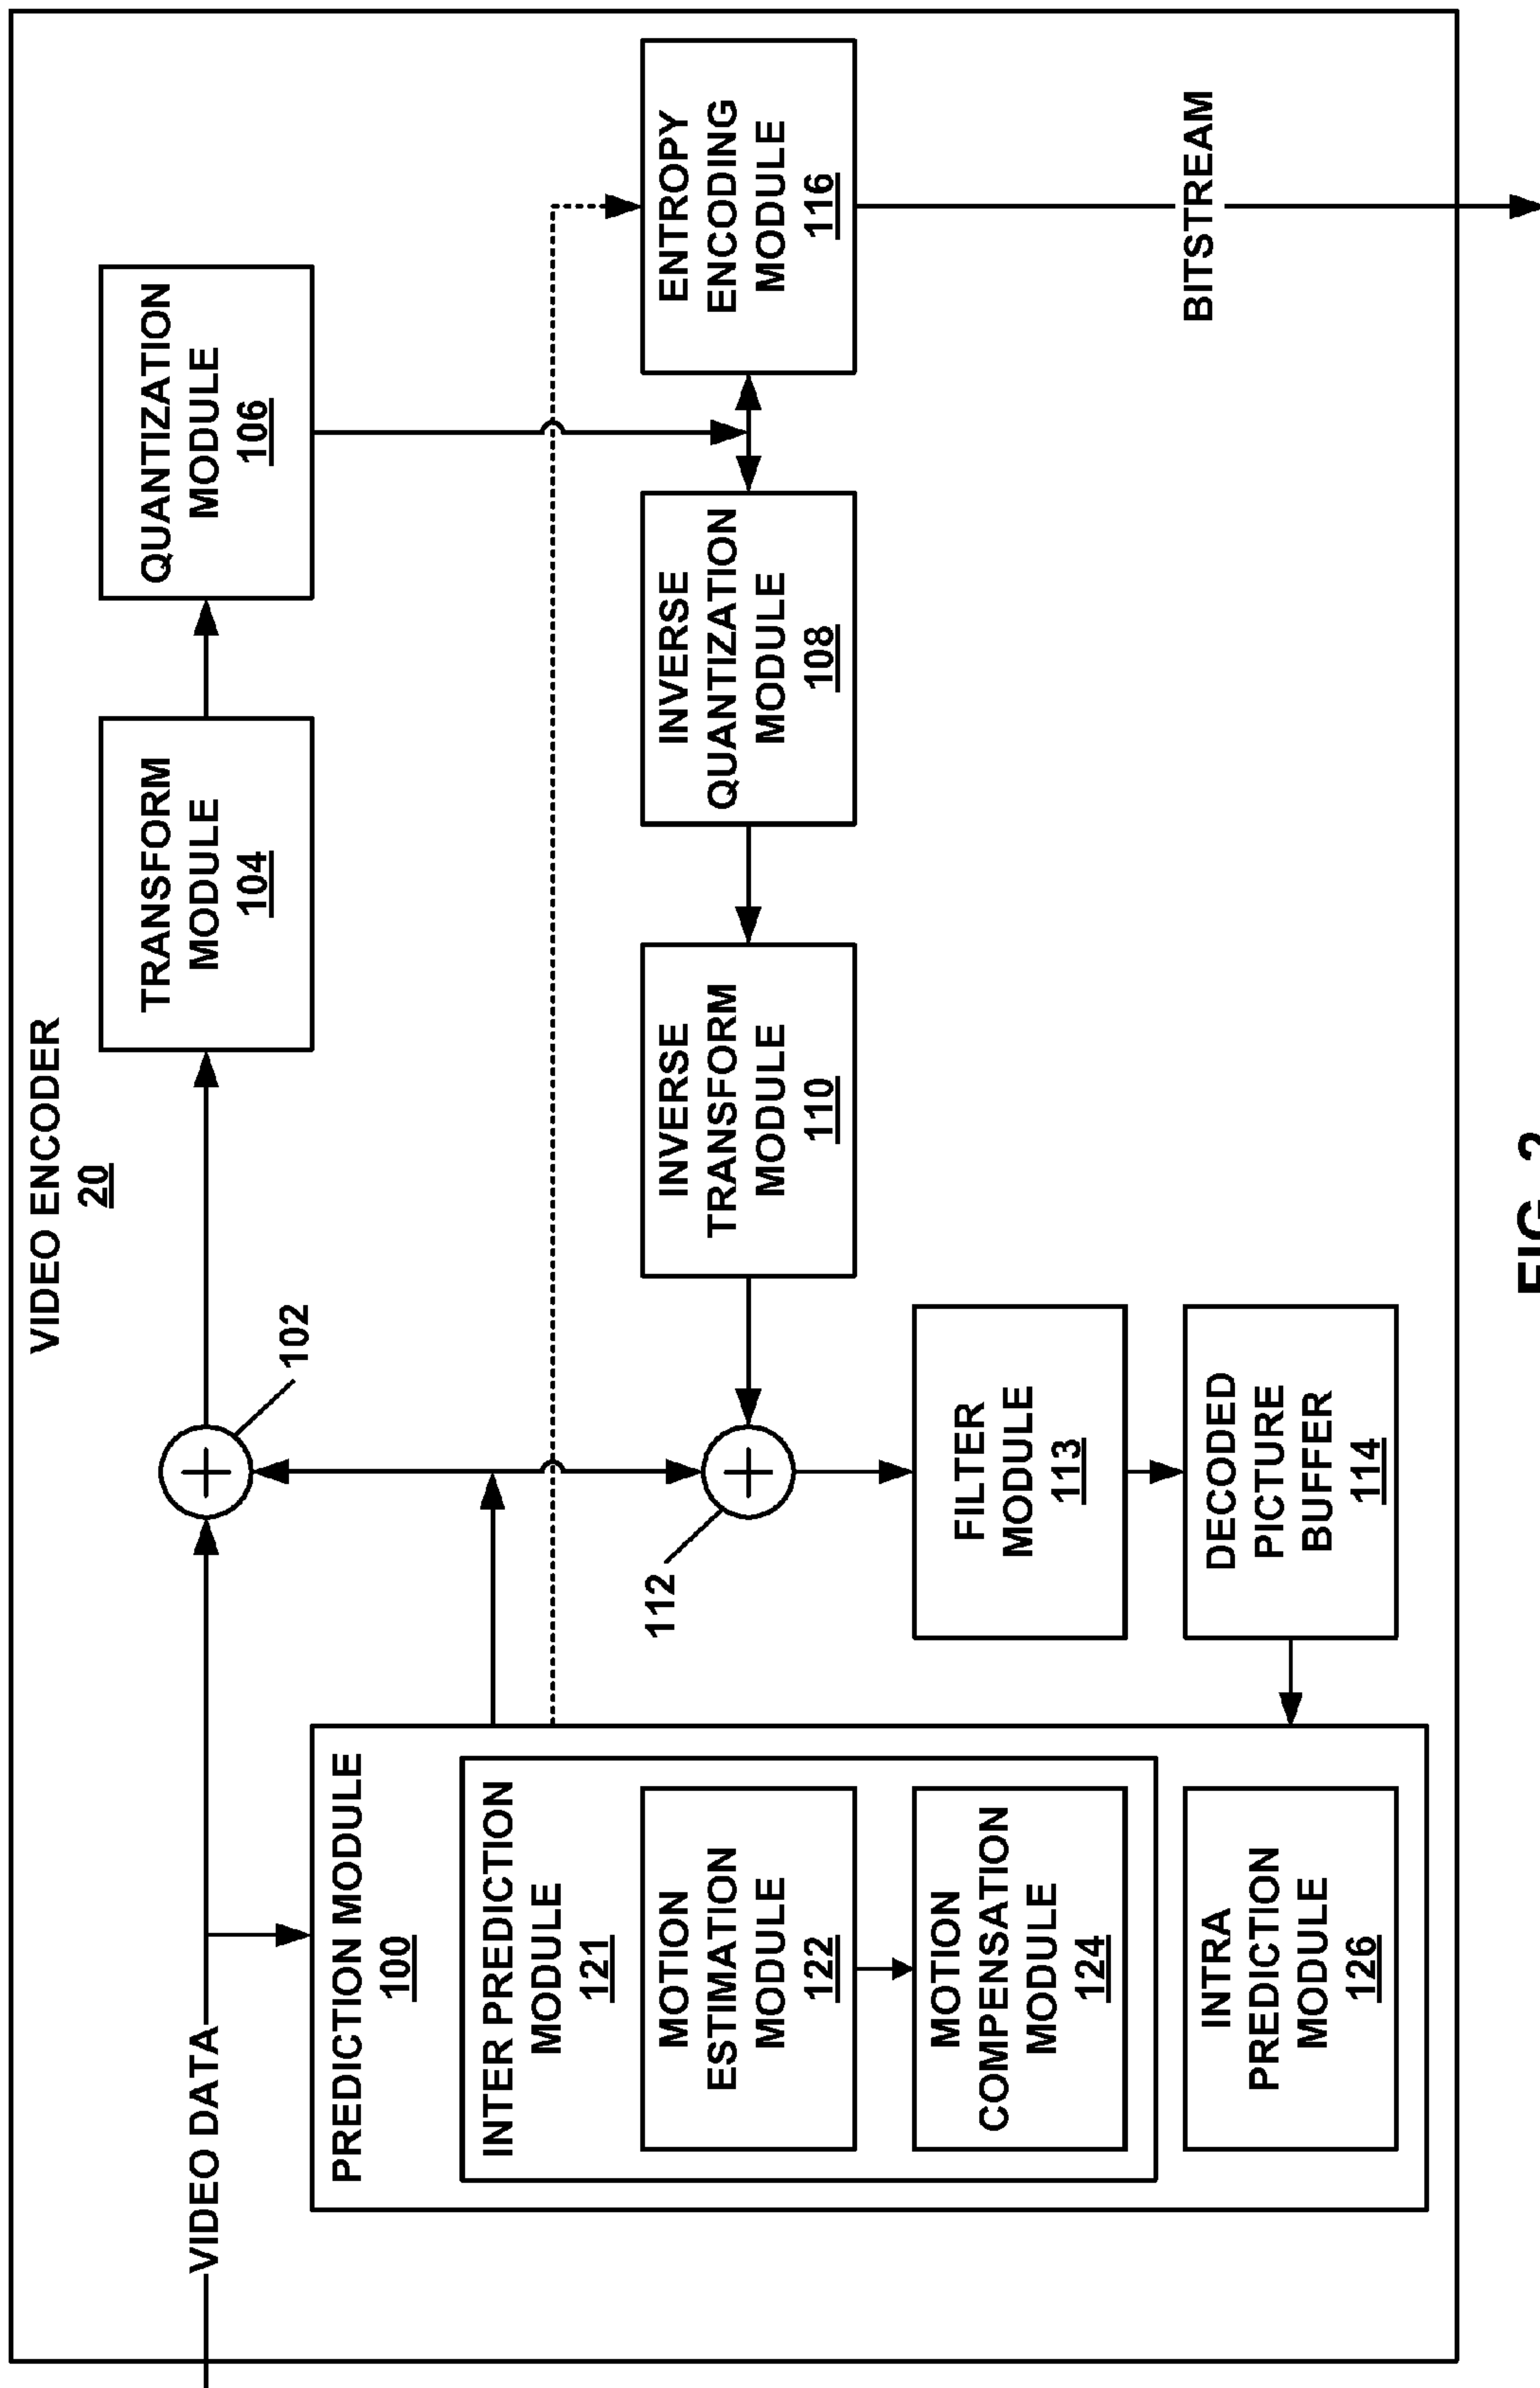 VIDEO ENCODER
20
VIDEO DATA
102
TRANSFORM
MODULE
104
QUANTIZATION
MODULE
106
PREDICTION MODULE
100
INTER PREDICTION
MODULE
121
MOTION
ESTIMATION
MODULE
122
MOTION
COMPENSATION
MODULE
124
INTRA
PREDICTION
MODULE
126
112
INVERSE
TRANSFORM
MODULE
110
INVERSE
QUANTIZATION
MODULE
108
ENTROPY
ENCODING
MODULE
116
FILTER
MODULE
113
DECODED
PICTURE
BUFFER
114
BITSTREAM
FIG. 2